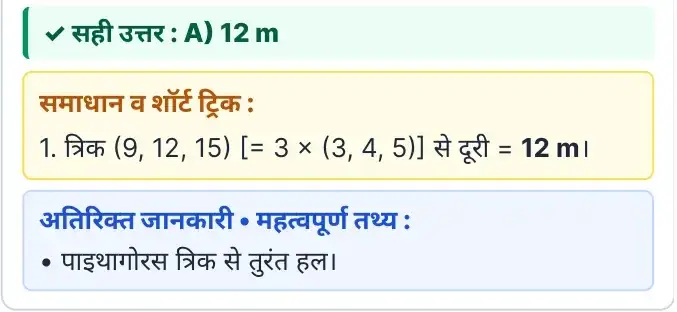 ✓ सही उत्तर : A) 12 m
समाधान व शॉर्ट ट्रिक :
1. त्रिक (9, 12, 15) [= 3 × (3, 4, 5)] से दूरी = 12 m।
अतिरिक्त जानकारी • महत्वपूर्ण तथ्य :
• पाइथागोरस त्रिक से तुरंत हल।